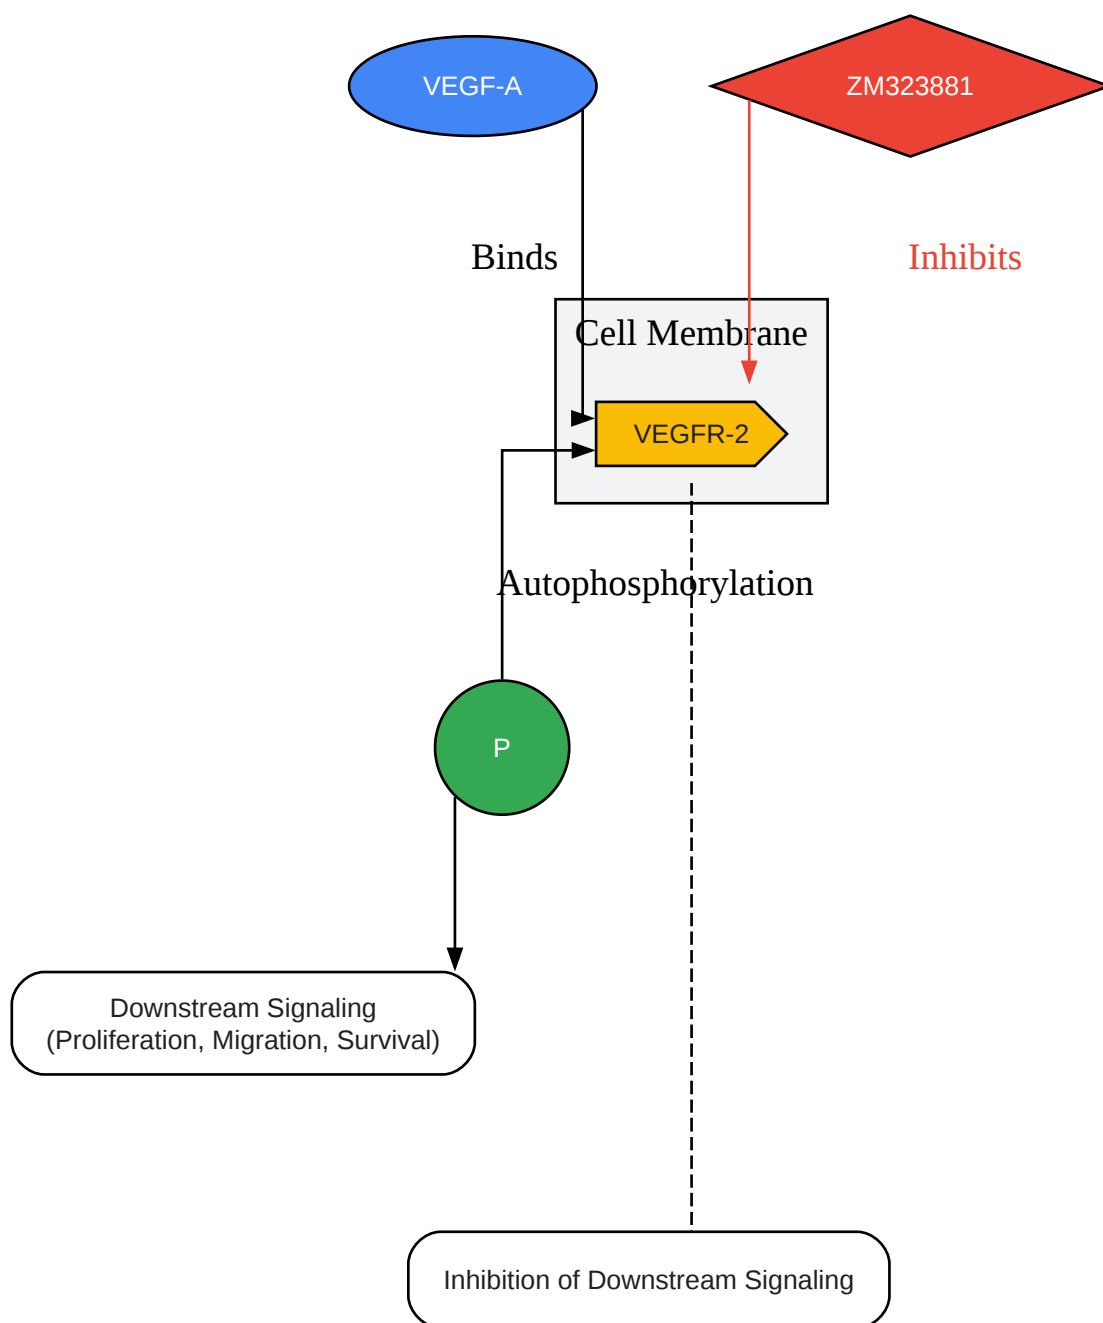 VEGF-A
ZM323881
Binds
Inhibits
Cell Membrane
VEGFR-2
Autophosphorylation
P
Downstream Signaling
(Proliferation, Migration, Survival)
Inhibition of Downstream Signaling